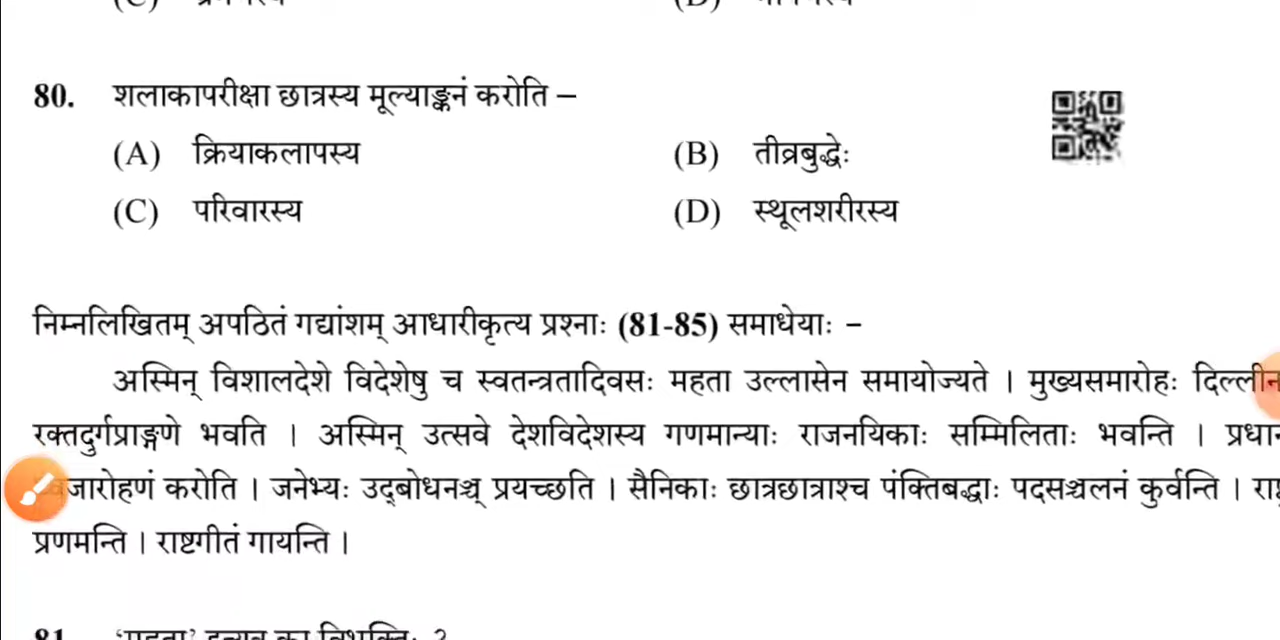 80. शलाकापरीक्षा छात्रस्य मूल्याङ्कनं करोति –
(A) क्रियाकलापस्य (B) तीव्रबुद्धेः
(C) परिवारस्य (D) स्थूलशरीरस्य
निम्नलिखितम् अपठितं गद्यांशम् आधारीकृत्य प्रश्नाः (81-85) समाधेयाः –
अस्मिन् विशालदेशे विदेशेषु च स्वतन्त्रतादिवसः महता उल्लासेन समायोज्यते । मुख्यसमारोहः
रक्तदुर्गप्राङ्गणे भवति । अस्मिन् उत्सवे देशविदेशस्य गणमान्याः राजनयिकाः सम्मिलिताः भवन्ति ।
करोति । जनेभ्यः उद्बोधनञ्च् प्रयच्छति । सैनिकाः छात्रछात्राश्च पंक्तिबद्धाः पदसञ्चलनं कुर्वन्ति ।
प्रणमन्ति । राष्टगीतं गायन्ति ।